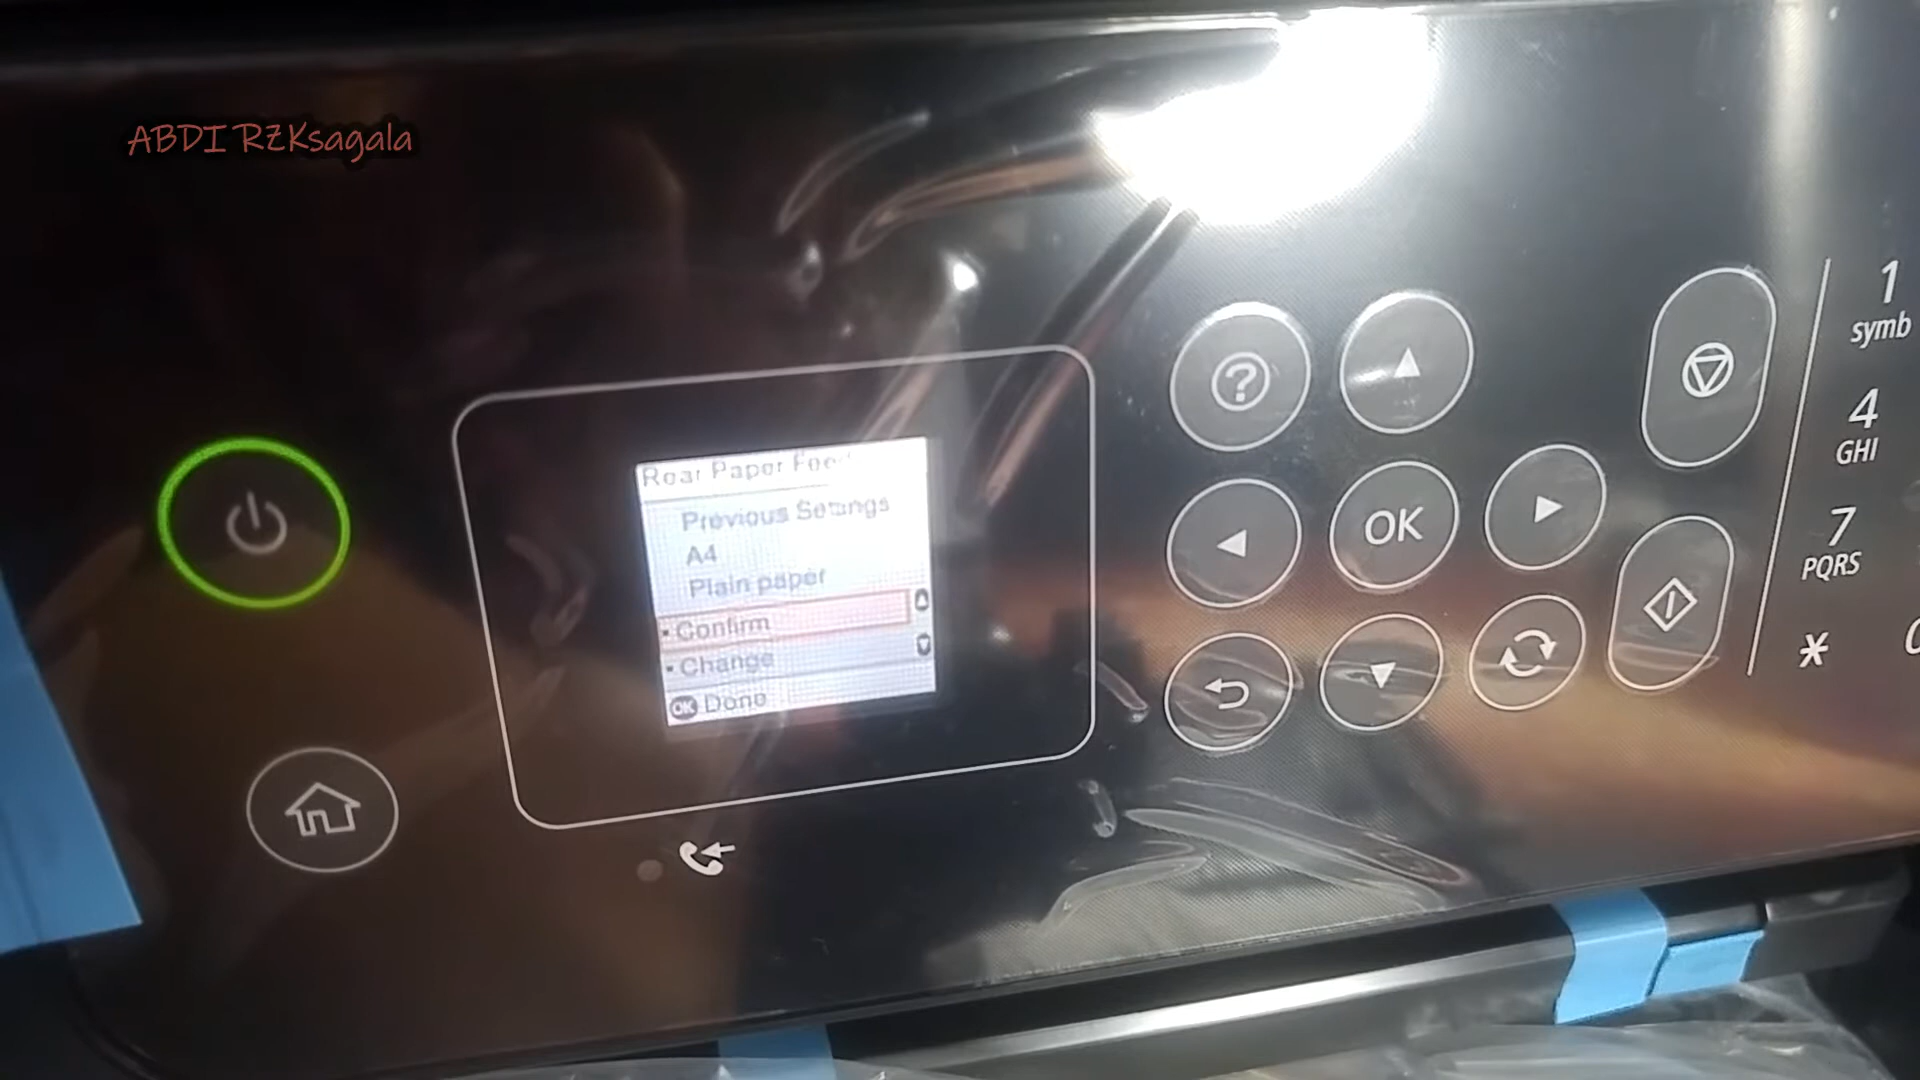 ABDI RZKsagala
Rear Paper Feed
Previous Settings
A4
Plain paper
▪ Confirm
▪ Change
OK Done
?
OK
1
symb
4
GHI
7
PQRS
*